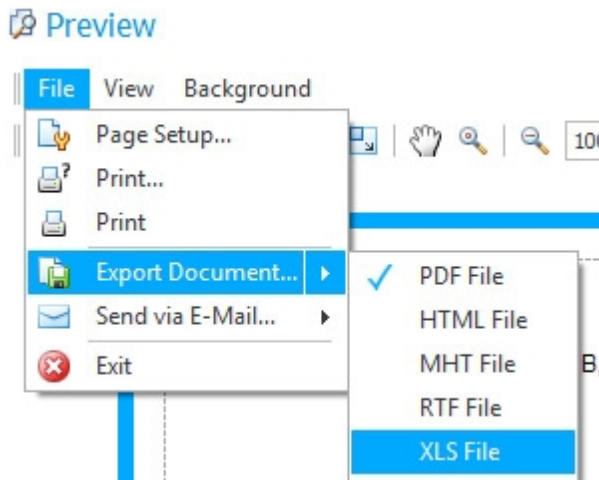 Preview
File View Background
Page Setup...
Print...
Print
Export Document...
Send via E-Mail...
Exit
100
PDF File
HTML File
MHT File
RTF File
XLS File
B